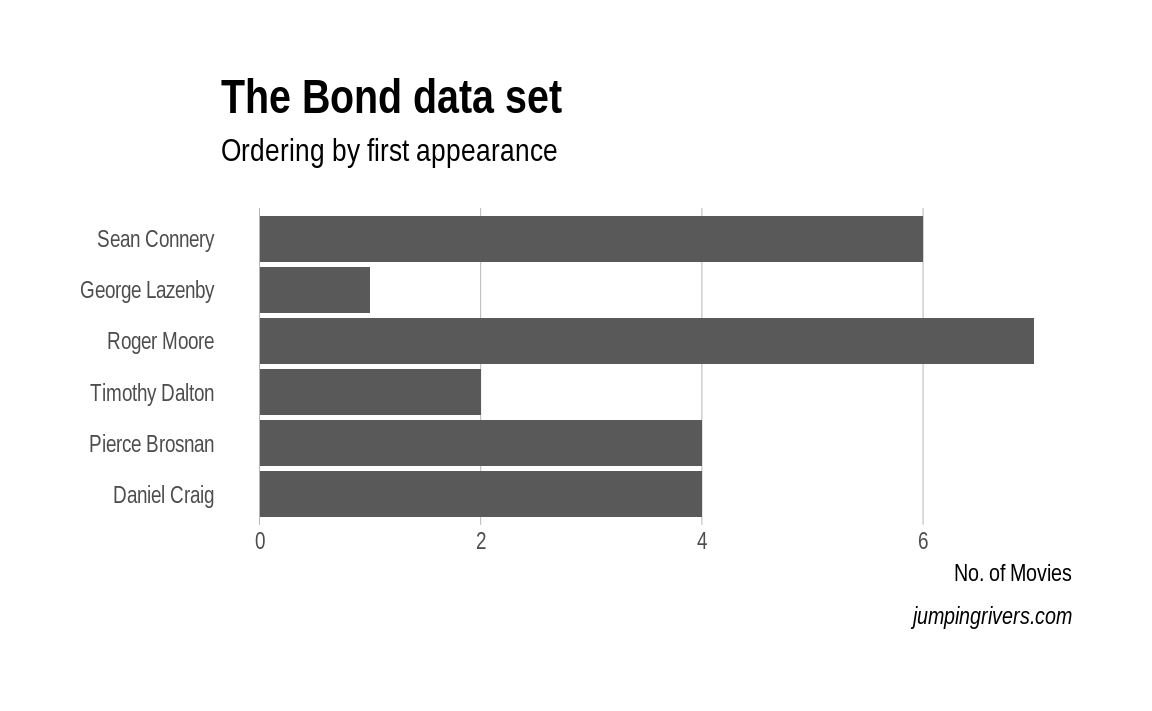 The Bond data set
Ordering by first appearance
Sean Connery
George Lazenby
Roger Moore
Timothy Dalton
Pierce Brosnan
Daniel Craig
0 2 4 6
No. of Movies
jumpingrivers.com